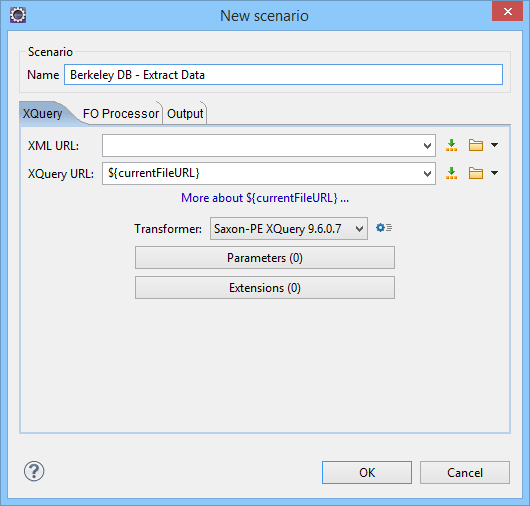 New scenario
Scenario
Name Berkeley DB - Extract Data
XQuery FO Processor Output
XML URL:
XQuery URL: ${currentFileURL}
More about ${currentFileURL} ...
Transformer: Saxon-PE XQuery 9.6.0.7
Parameters (0)
Extensions (0)
OK Cancel